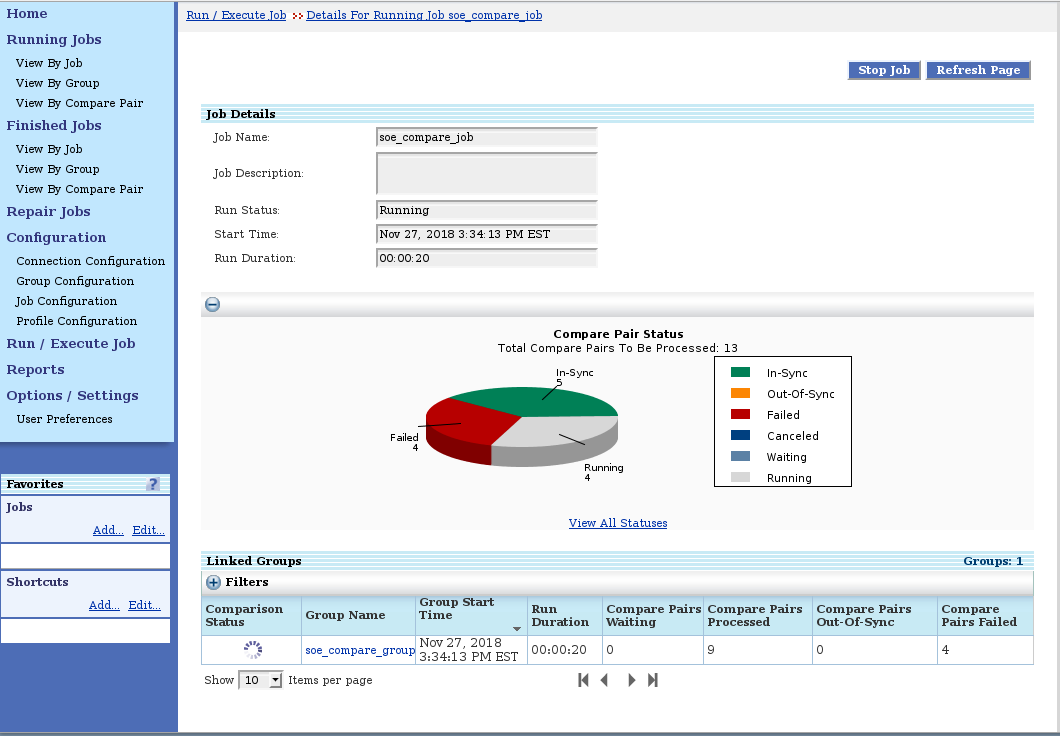 Home
Running Jobs
View By Job
View By Group
View By Compare Pair
Finished Jobs
View By Job
View By Group
View By Compare Pair
Repair Jobs
Configuration
Connection Configuration
Group Configuration
Job Configuration
Profile Configuration
Run / Execute Job
Reports
Options / Settings
User Preferences
Favorites ?
Jobs
Add... Edit...
Shortcuts
Add... Edit...
Run / Execute Job >> Details For Running Job soe_compare_job
Stop Job Refresh Page
Job Details
Job Name: soe_compare_job
Job Description:
Run Status: Running
Start Time: Nov 27, 2018 3:34:13 PM EST
Run Duration: 00:00:20
Compare Pair Status
Total Compare Pairs To Be Processed: 13
In-Sync
5
Failed
4
Running
4
In-Sync
Out-Of-Sync
Failed
Canceled
Waiting
Running
View All Statuses
Linked Groups Groups: 1
Filters
Comparison Status Group Name Group Start Time Run Duration Compare Pairs Waiting Compare Pairs Processed Compare Pairs Out-Of-Sync Compare Pairs Failed
soe_compare_group Nov 27, 2018 3:34:13 PM EST 00:00:20 0 9 0 4
Show 10 Items per page